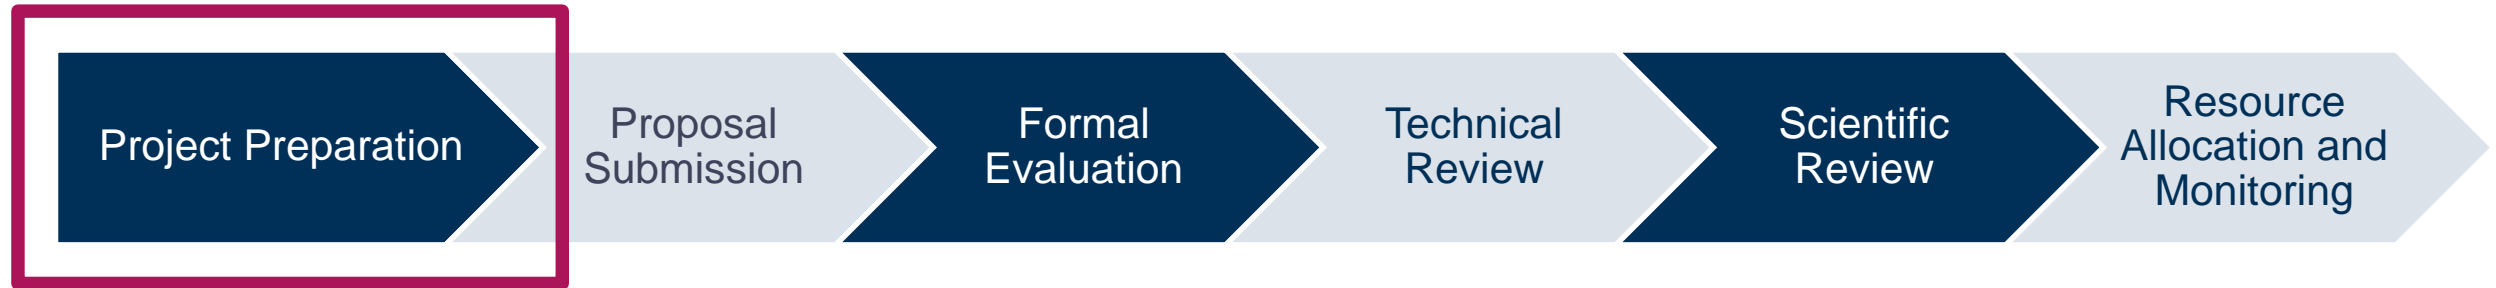 Project Preparation
Proposal
Submission
Formal
Evaluation
Technical
Review
Scientific
Review
Resource
Allocation and
Monitoring